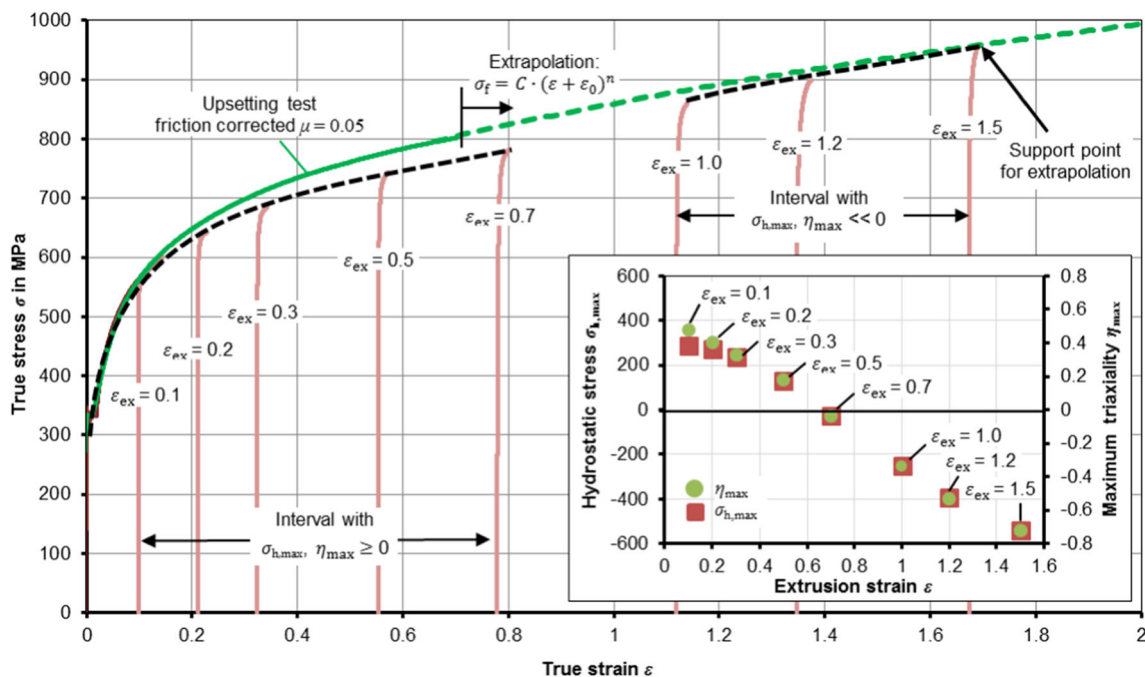 1000
900
800
700
600
500
400
300
200
100
0
True stress σ in MPa
0
0.2
0.4
0.6
0.8
1
1.2
1.4
1.6
1.8
2
True strain ε
Upsetting test
friction corrected μ = 0.05
Extrapolation:
σf = C · (ε + ε0)^n
εex = 0.1
εex = 0.2
εex = 0.3
εex = 0.5
εex = 0.7
εex = 1.0
εex = 1.2
εex = 1.5
Support point
for extrapolation
Interval with
σh,max, ηmax << 0
Interval with
σh,max, ηmax ≥ 0
Hydrostatic stress σh,max
600
400
200
0
-200
-400
-600
εex = 0.1
εex = 0.2
εex = 0.3
εex = 0.5
εex = 0.7
εex = 1.0
εex = 1.2
εex = 1.5
ηmax
σh,max
0.8
0.6
0.4
0.2
0
-0.2
-0.4
-0.6
-0.8
Maximum triaxiality ηmax
0
0.2
0.4
0.6
0.8
1
1.2
1.4
1.6
Extrusion strain ε